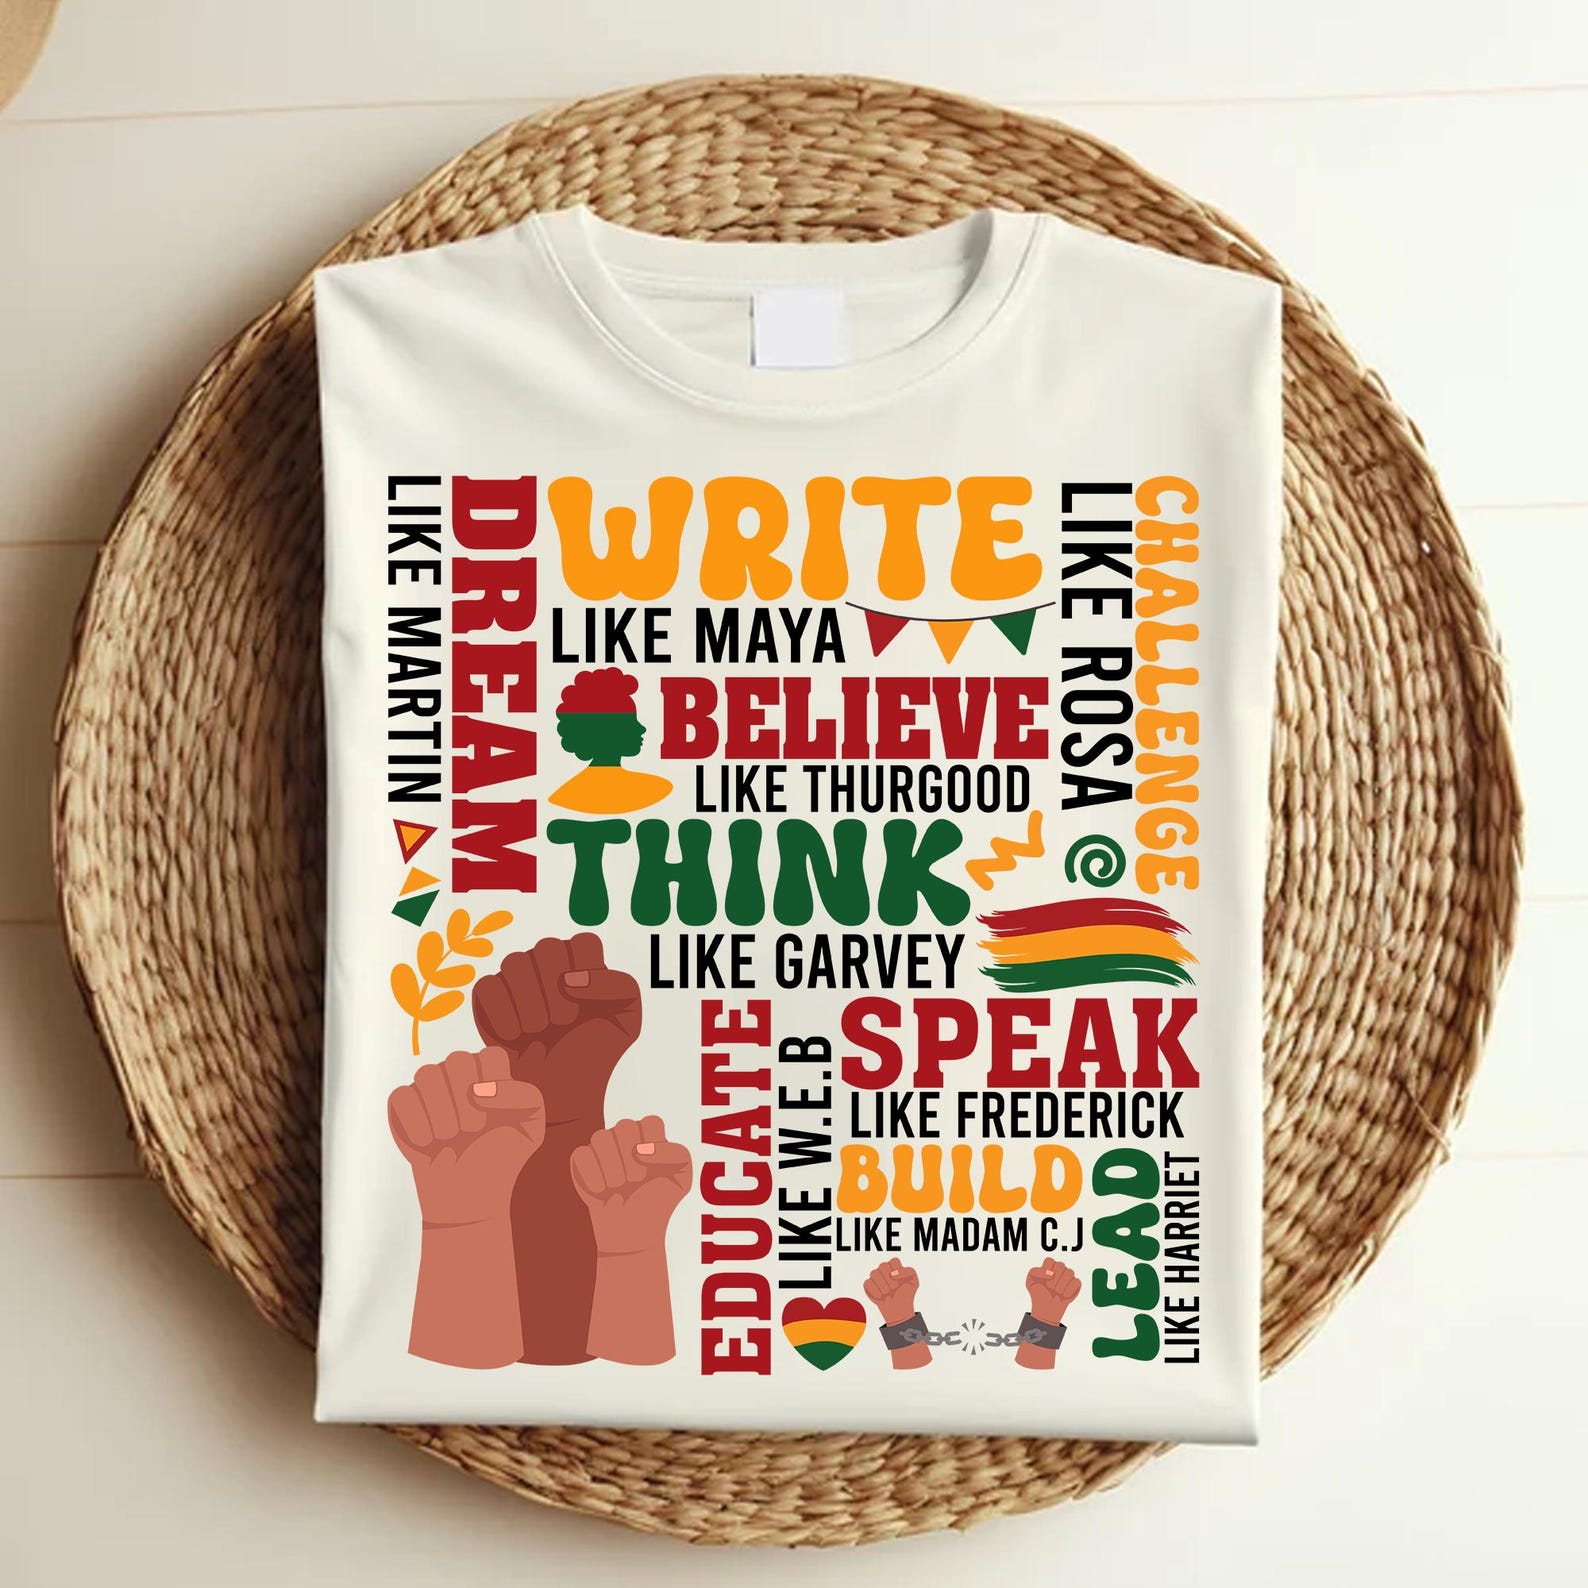 DREAM
LIKE MARTIN
WRITE
LIKE MAYA
BELIEVE
LIKE THURGOOD
THINK
LIKE GARVEY
CHALLENGE
LIKE ROSA
EDUCATE
LIKE W.E.B
SPEAK
LIKE FREDERICK
BUILD
LIKE MADAM C.J
LEAD
LIKE HARRIET